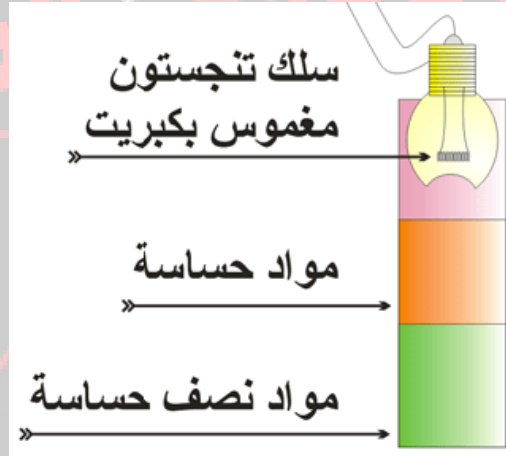 سلك تنجستون
مغموس بكبريت
مواد حساسة
مواد نصف حساسة